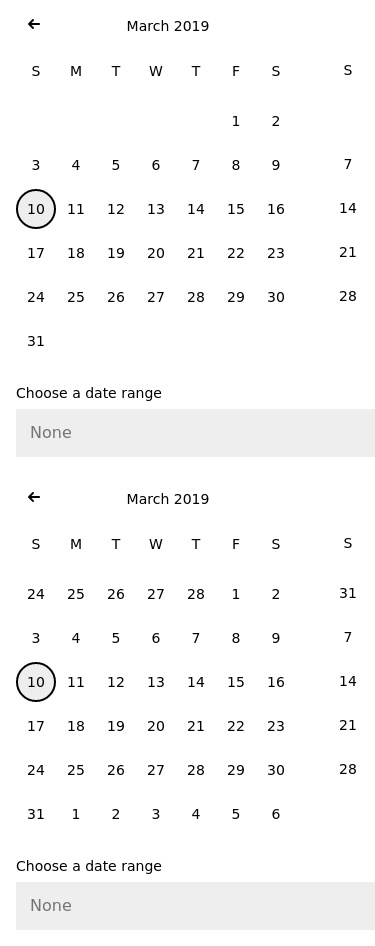 March 2019
S M T W T F S S
1 2
3 4 5 6 7 8 9 7
10 11 12 13 14 15 16 14
17 18 19 20 21 22 23 21
24 25 26 27 28 29 30 28
31
Choose a date range
None
March 2019
S M T W T F S S
24 25 26 27 28 1 2 31
3 4 5 6 7 8 9 7
10 11 12 13 14 15 16 14
17 18 19 20 21 22 23 21
24 25 26 27 28 29 30 28
31 1 2 3 4 5 6
Choose a date range
None